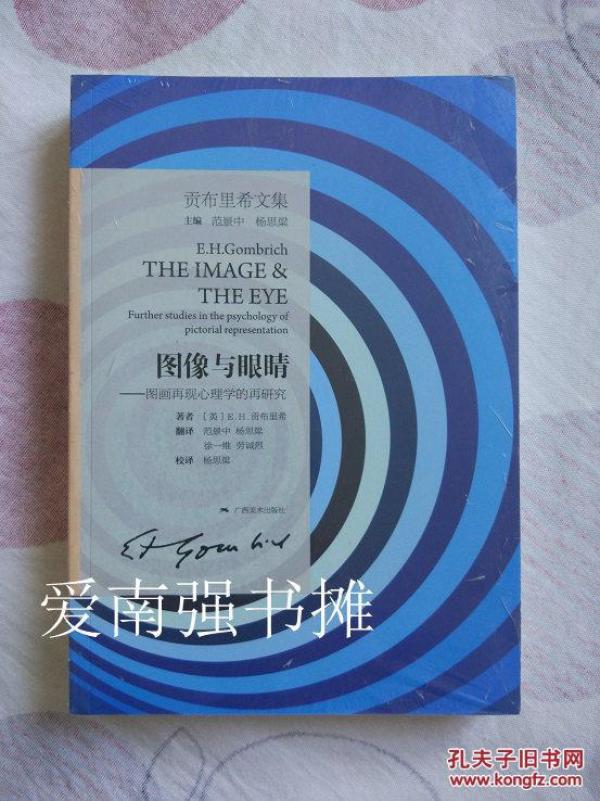 贡布里希文集
主编 范景中 杨思梁
E.H.Gombrich
THE IMAGE &
THE EYE
Further studies in the psychology of
pictorial representation
图像与眼睛
——图画再现心理学的再研究
著者 [英] E.H.贡布里希
翻译 范景中 杨思梁
徐一维 劳诚烈
校译 杨思梁
广西美术出版社
E H Gombrich
爱南强书摊
孔夫子旧书网
www.kongfz.com